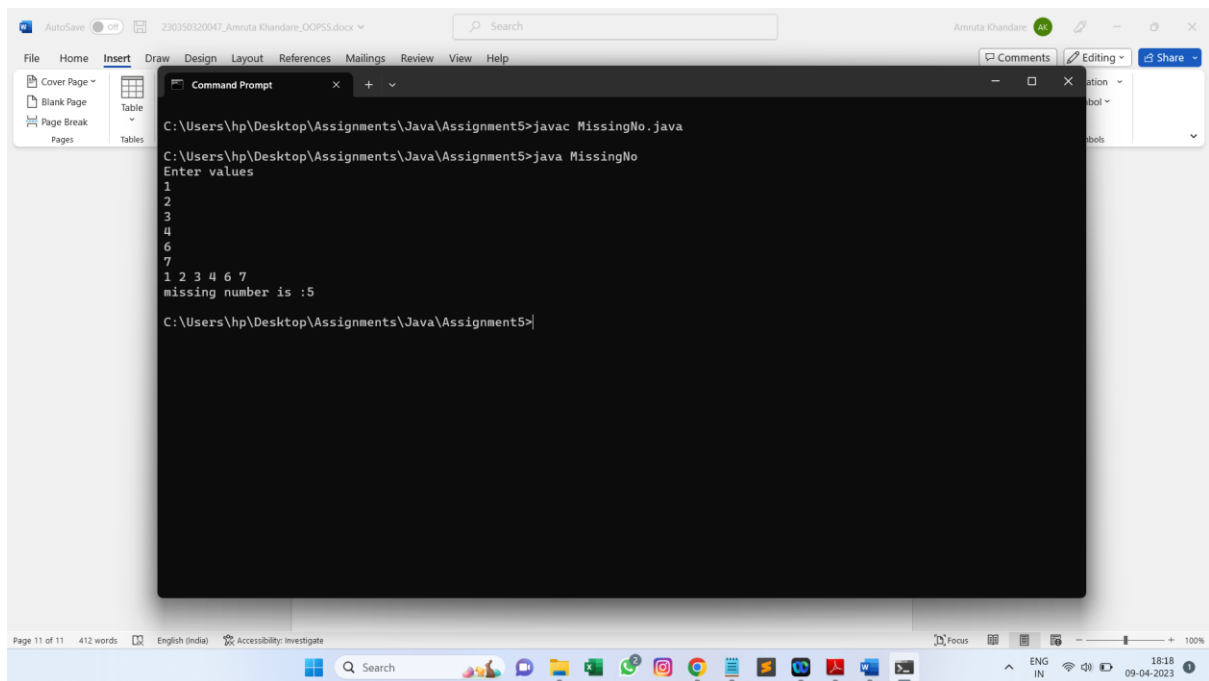 AutoSave Off 230350320047_Amruta Khandare_OOPS5.docx Search Amruta Khandare AK
File Home Insert Draw Design Layout References Mailings Review View Help Comments Editing Share
Cover Page
Blank Page
Page Break
Pages
Table
Tables
Command Prompt
C:\Users\hp\Desktop\Assignments\Java\Assignment5>javac MissingNo.java
C:\Users\hp\Desktop\Assignments\Java\Assignment5>java MissingNo
Enter values
1
2
3
4
6
7
1 2 3 4 6 7
missing number is :5
C:\Users\hp\Desktop\Assignments\Java\Assignment5>
Page 11 of 11 412 words English (India) Accessibility: Investigate Focus 100%
Search 2 ENG 18:18
IN 09-04-2023 1